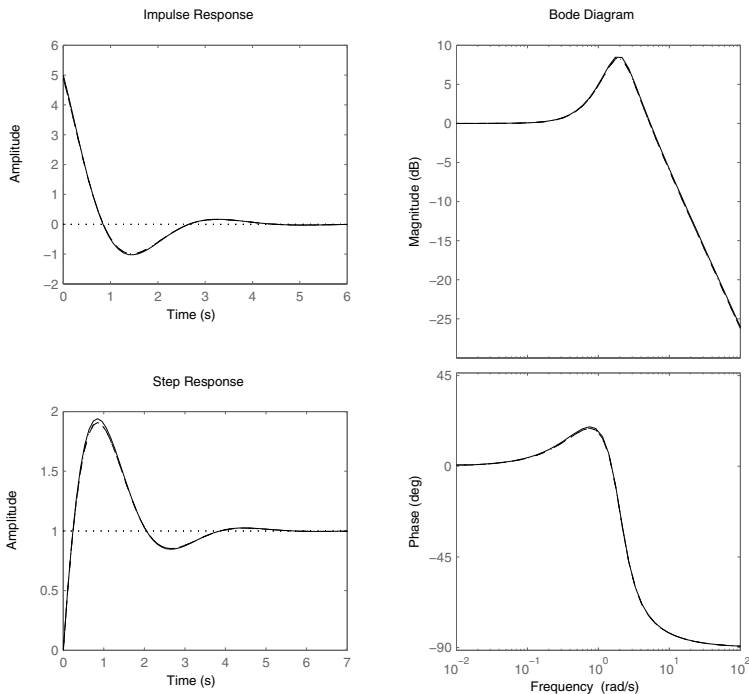 Impulse Response
Amplitude
5
4
3
2
1
0
−1
−2
0 1 2 3 4 5 6
Time (s)
Step Response
Amplitude
2
1.5
1
0.5
0
0 1 2 3 4 5 6 7
Time (s)
Bode Diagram
Magnitude (dB)
10
5
0
−5
−10
−15
−20
−25
Phase (deg)
45
0
−45
−90
10^−2 10^−1 10^0 10^1 10^2
Frequency (rad/s)